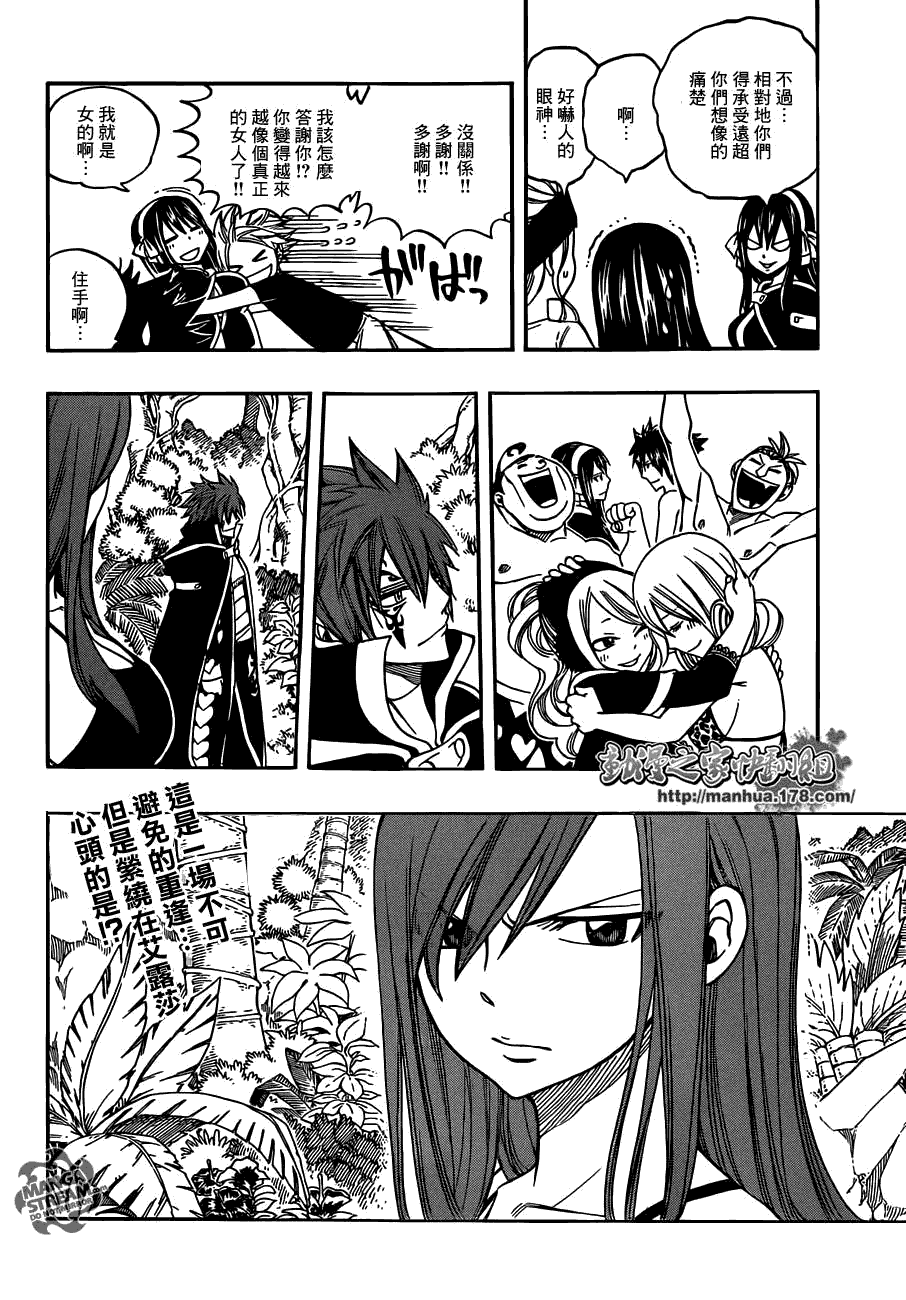 不過…
相對地你們
得承受遠超
你們想像的
痛楚
啊…
好嚇人的
眼神…
沒關係!!
多謝!!
多謝啊!!
我該怎麼
答謝你!?
你變得越來
越像個真正
的女人了!!
がばっ
我就是
女的啊…
住手啊…
動漫之家
http://manhua.178.com/
這是一場不可
避免的重逢…
但是縈繞在艾露莎
心頭的是!?
MANGA
STREAM